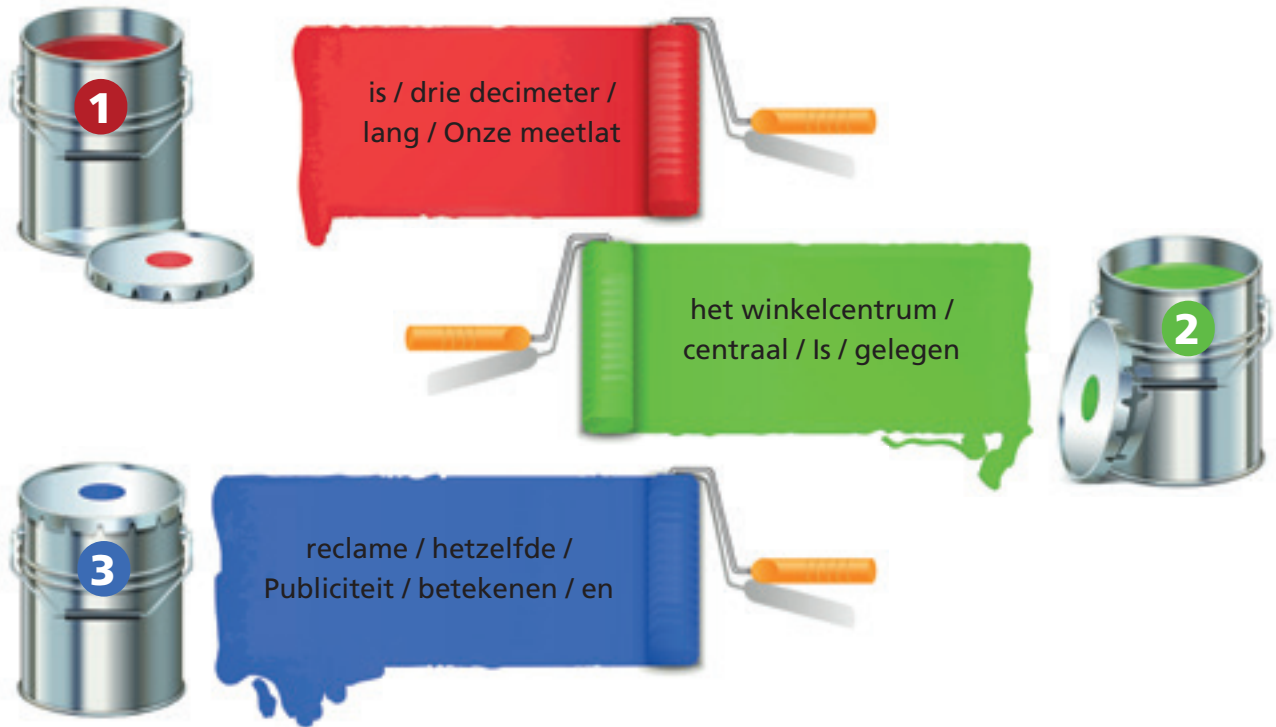 1
is / drie decimeter /
lang / Onze meetlat
het winkelcentrum /
centraal / Is / gelegen
2
3
reclame / hetzelfde /
Publiciteit / betekenen / en